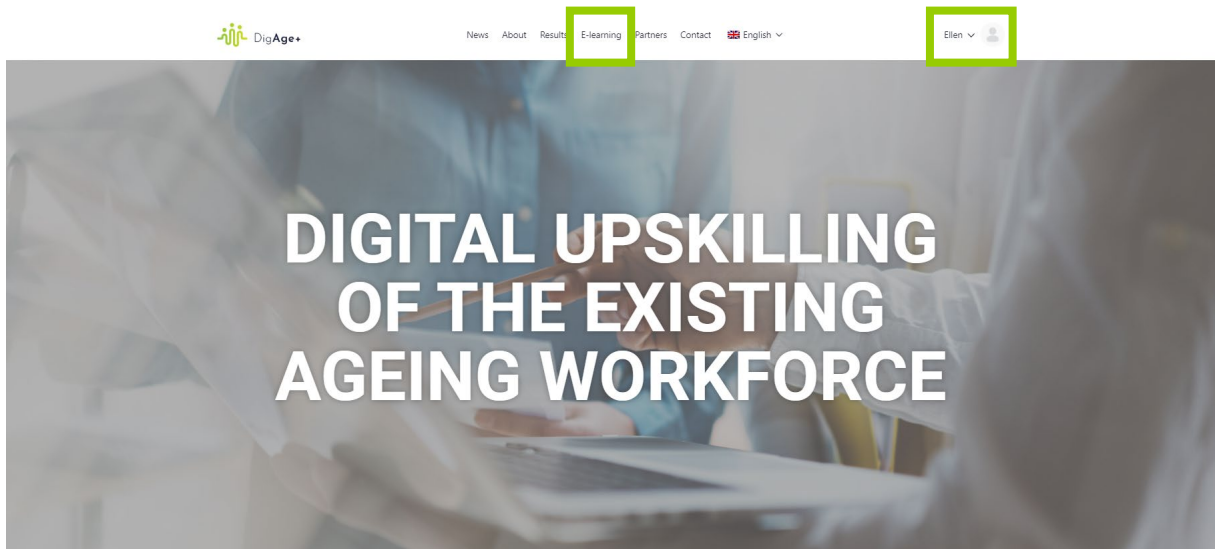 DigAge+
News About Results E-learning Partners Contact English
Ellen
DIGITAL UPSKILLING
OF THE EXISTING
AGEING WORKFORCE